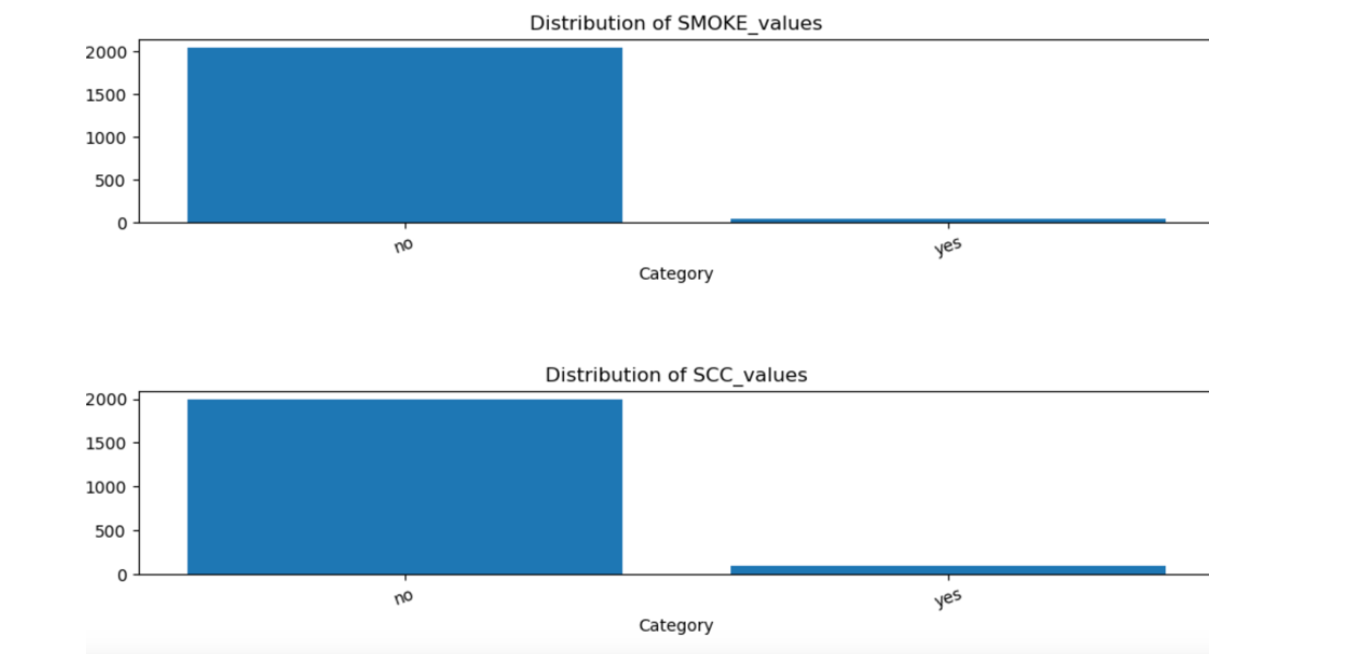 Distribution of SMOKE_values
2000
1500
1000
500
0
no yes
Category
Distribution of SCC_values
2000
1500
1000
500
0
no yes
Category